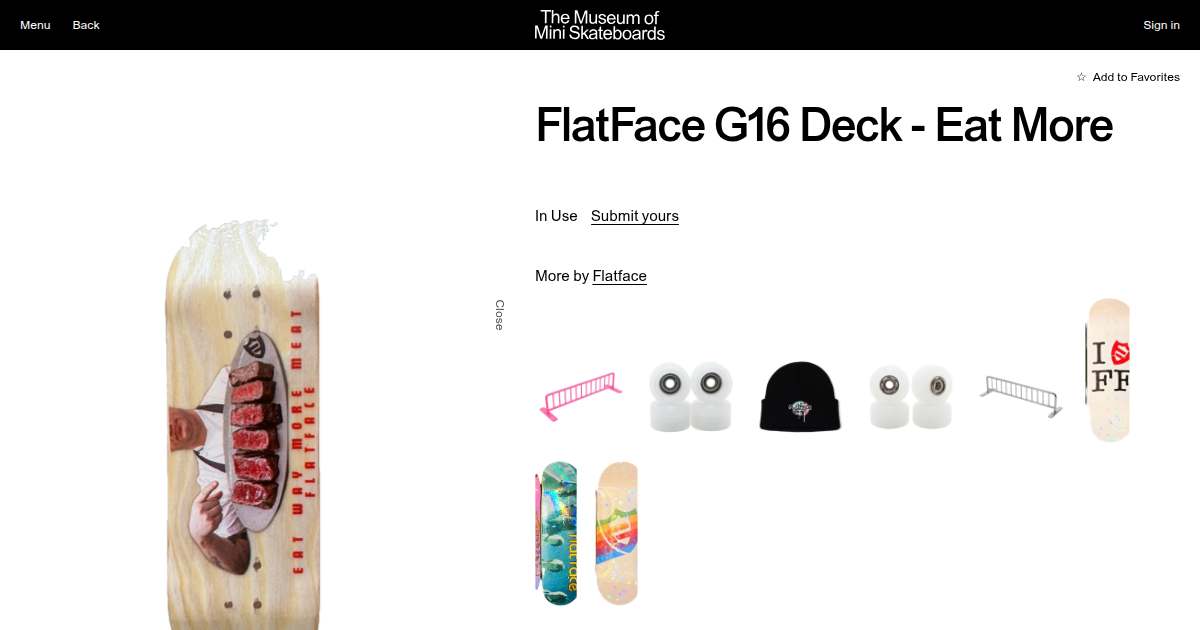 Menu
Back
The Museum of
Mini Skateboards
Sign in
☆ Add to Favorites
FlatFace G16 Deck - Eat More
In Use
Submit yours
More by Flatface
Close
EAT WAY MORE MEAT
FLATFACE
I
FF
flatface